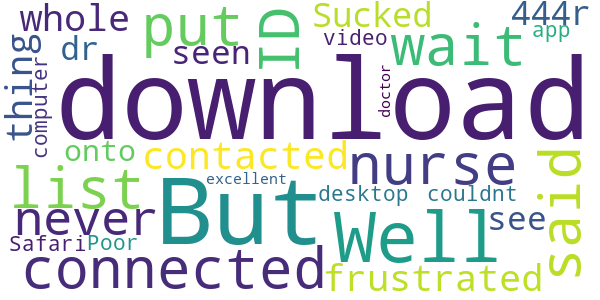 whole put ID Sucked 444r
dr seen video wait app
thing computer download doctor
onto contacted nurse
list But excellent desktop couldnt said
never Well see
Safari Poor
connected frustrated